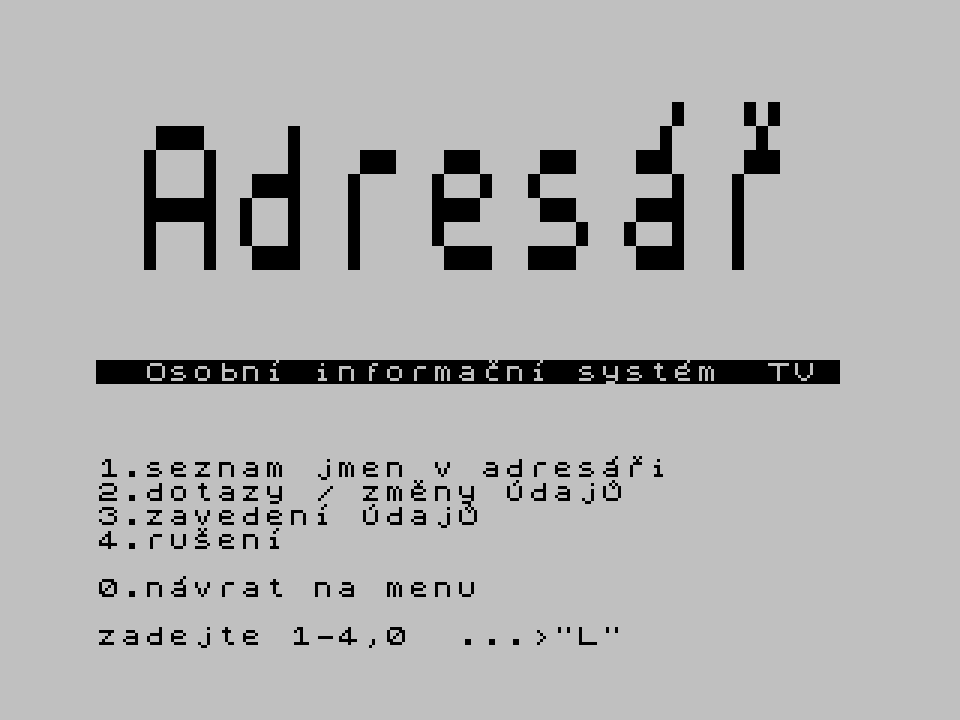 Adresář
Osobní informační systém TV
1.seznam jmen v adresáři
2.dotazy / změny údajů
3.zavedení údajů
4.rušení
0.návrat na menu
zadejte 1-4,0 ...>"L"